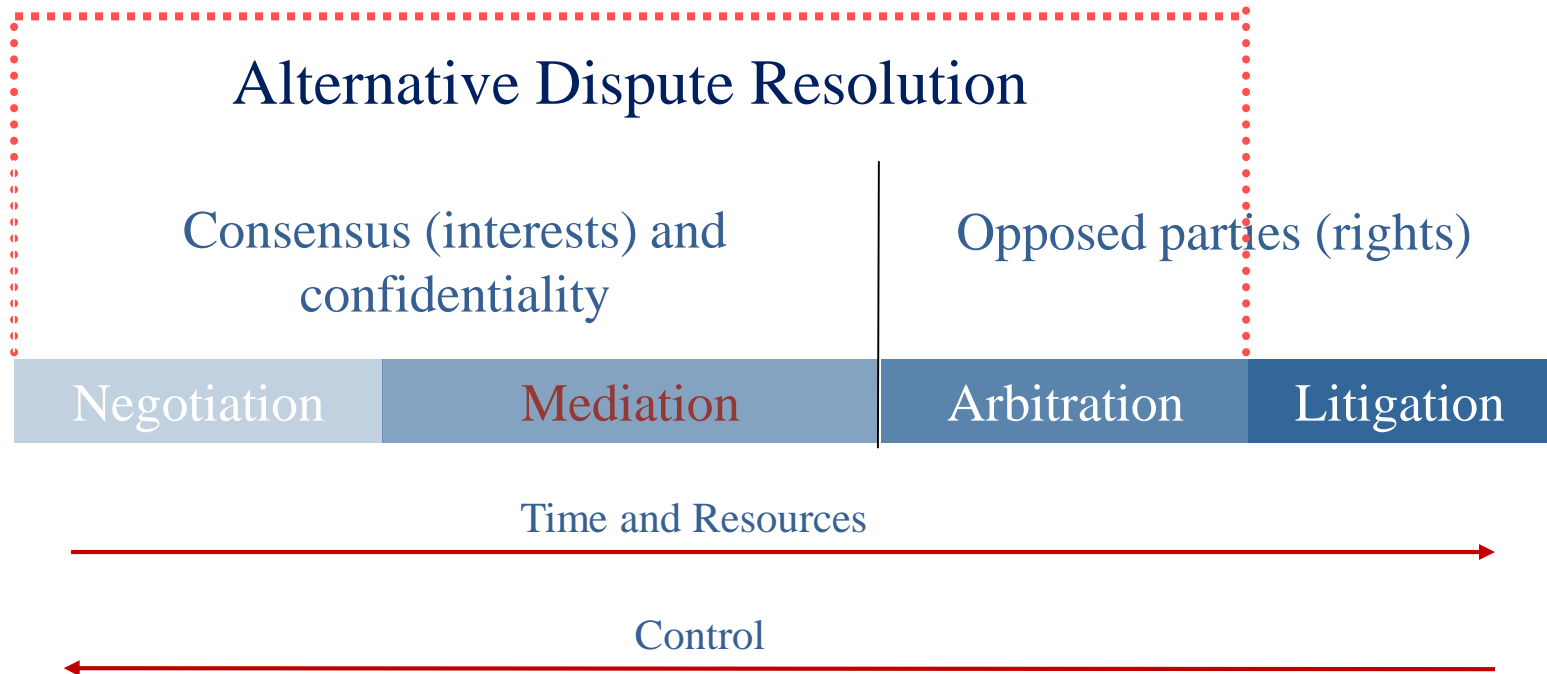 Alternative Dispute Resolution
Consensus (interests) and
confidentiality
Opposed parties (rights)
Negotiation
Mediation
Arbitration
Litigation
Time and Resources
Control